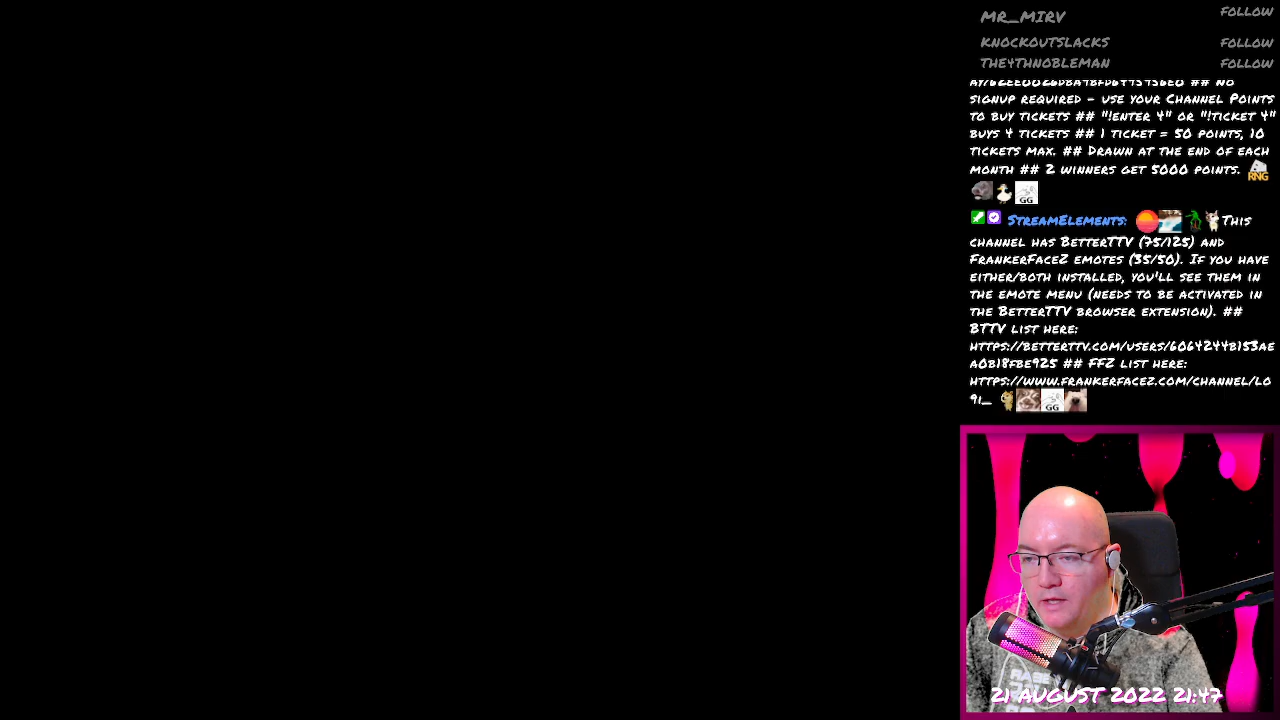 MR_MIRV FOLLOW
KNOCKOUTSLACKS FOLLOW
THE4THNOBLEMAN FOLLOW
## NO
SIGNUP REQUIRED - USE YOUR CHANNEL POINTS
TO BUY TICKETS ## "!ENTER 4" OR "!TICKET 4"
BUYS 4 TICKETS ## 1 TICKET = 50 POINTS, 10
TICKETS MAX. ## DRAWN AT THE END OF EACH
MONTH ## 2 WINNERS GET 5000 POINTS. RNG
GG
STREAMELEMENTS: THIS
CHANNEL HAS BETTERTTV (75/125) AND
FRANKERFACEZ EMOTES (35/50). IF YOU HAVE
EITHER/BOTH INSTALLED, YOU'LL SEE THEM IN
THE EMOTE MENU (NEEDS TO BE ACTIVATED IN
THE BETTERTTV BROWSER EXTENSION). ##
BTTV LIST HERE:
HTTPS://BETTERTTV.COM/USERS/6064244B153AE
A0B18FBE925 ## FFZ LIST HERE:
HTTPS://WWW.FRANKERFACEZ.COM/CHANNEL/LO
9I_ GG
21 AUGUST 2022 21:47